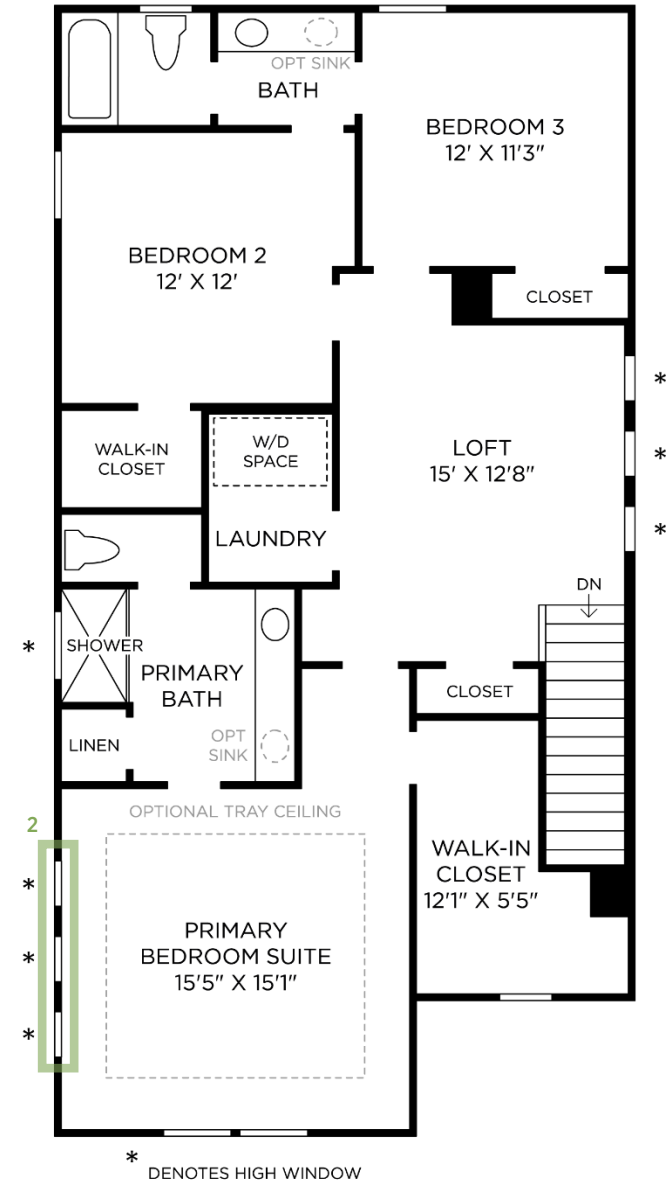 OPT SINK
BATH
BEDROOM 3
12' X 11'3"
BEDROOM 2
12' X 12'
CLOSET
*
WALK-IN
CLOSET
W/D
SPACE
LOFT
15' X 12'8"
*
*
LAUNDRY
DN
*
SHOWER
PRIMARY
BATH
CLOSET
LINEN
OPT
SINK
OPTIONAL TRAY CEILING
2
WALK-IN
CLOSET
12'1" X 5'5"
*
PRIMARY
BEDROOM SUITE
15'5" X 15'1"
*
*
* DENOTES HIGH WINDOW